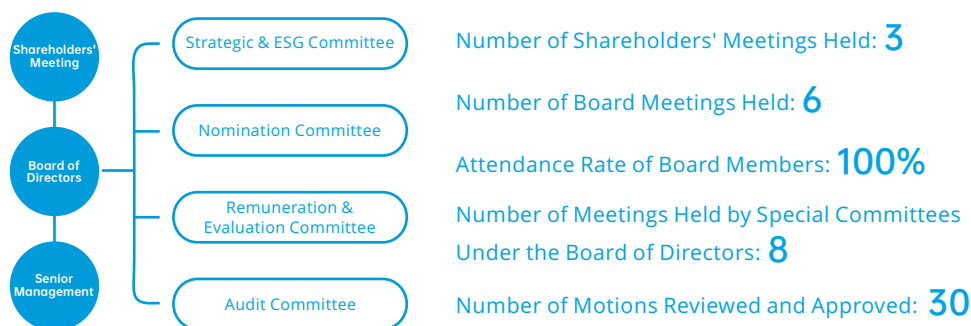 Shareholders'
Meeting
Board of
Directors
Senior
Management
Strategic & ESG Committee
Nomination Committee
Remuneration &
Evaluation Committee
Audit Committee
Number of Shareholders' Meetings Held: 3
Number of Board Meetings Held: 6
Attendance Rate of Board Members: 100%
Number of Meetings Held by Special Committees
Under the Board of Directors: 8
Number of Motions Reviewed and Approved: 30